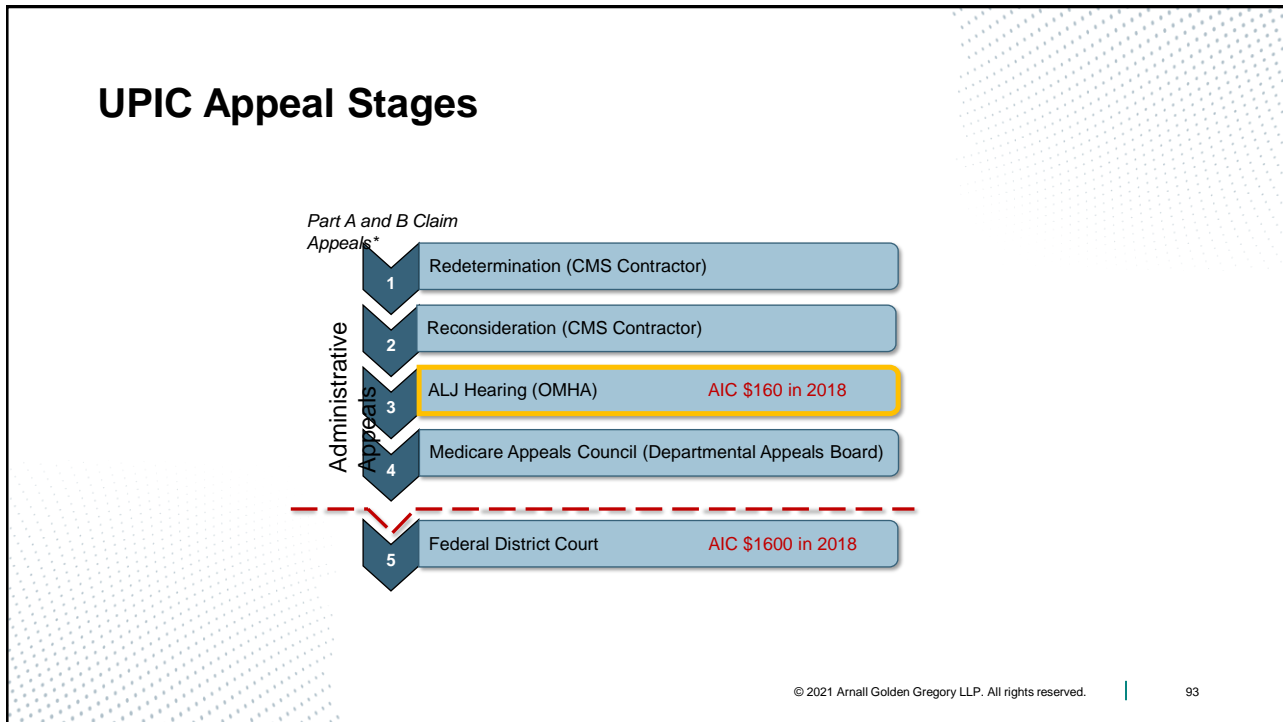 UPIC Appeal Stages
Part A and B Claim
Appeals*
Administrative
Appeals
1
Redetermination (CMS Contractor)
2
Reconsideration (CMS Contractor)
3
ALJ Hearing (OMHA) AIC $160 in 2018
4
Medicare Appeals Council (Departmental Appeals Board)
5
Federal District Court AIC $1600 in 2018
© 2021 Arnall Golden Gregory LLP. All rights reserved. 93